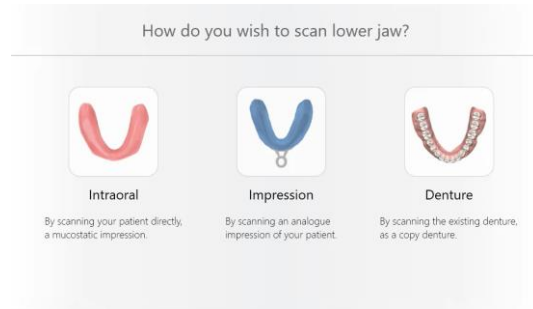 How do you wish to scan lower jaw?
Intraoral
By scanning your patient directly,
a mucostatic impression.
Impression
By scanning an analogue
impression of your patient.
Denture
By scanning the existing denture,
as a copy denture.